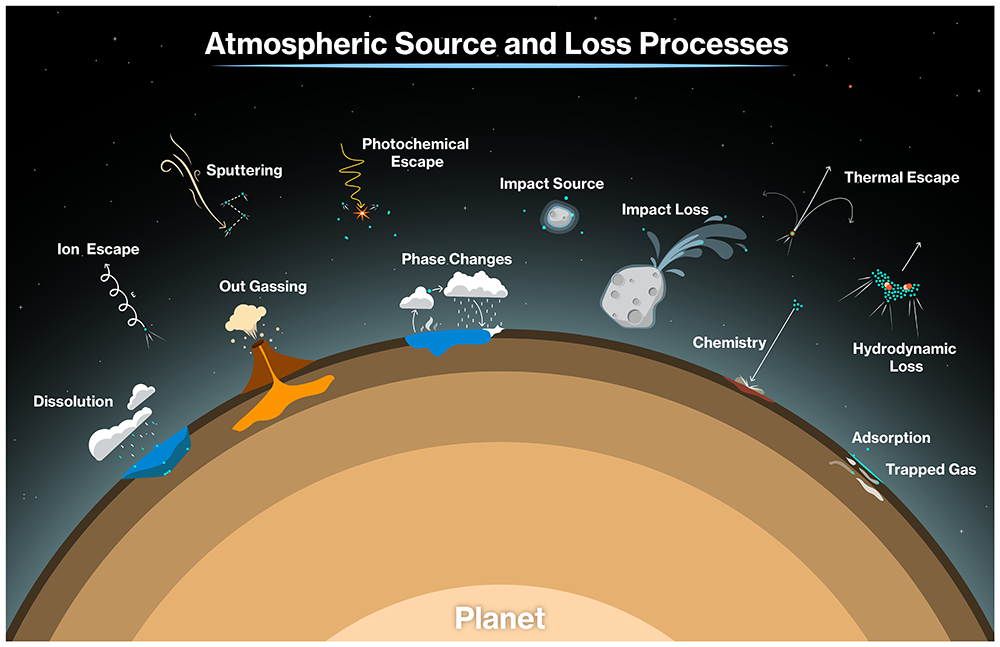 Atmospheric Source and Loss Processes
Photochemical
Escape
Sputtering
Thermal Escape
Impact Source
Impact Loss
Ion Escape
Phase Changes
Out Gassing
Chemistry
Hydrodynamic
Loss
Dissolution
Adsorption
Trapped Gas
Planet